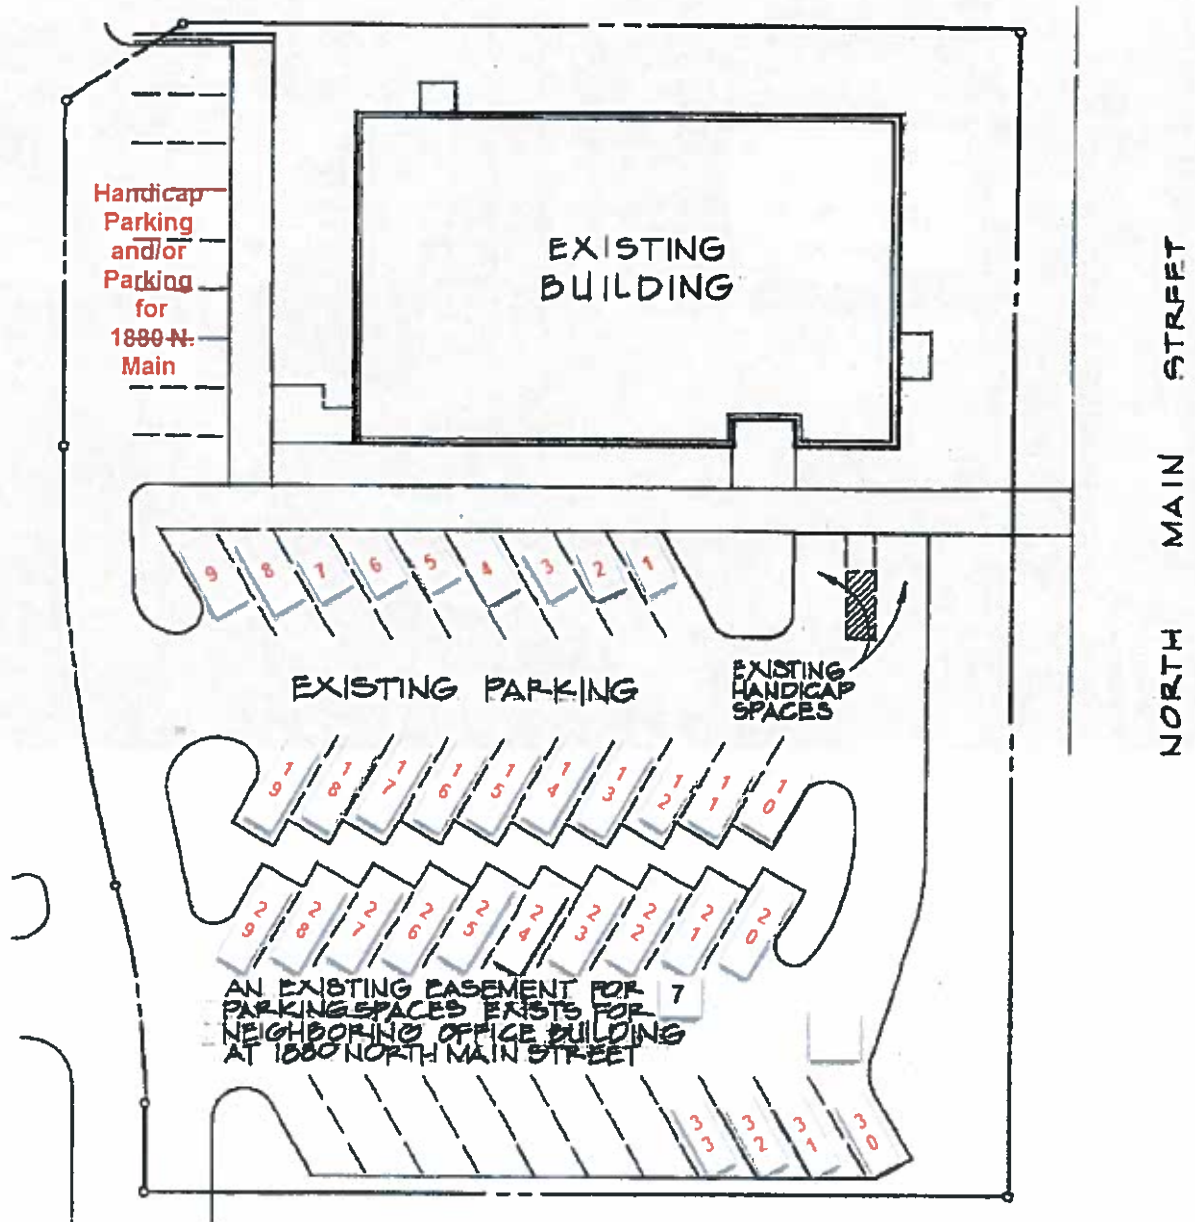 Handicap
Parking
and/or
Parking
for
1880 N.
Main
EXISTING
BUILDING
NORTH MAIN STREET
9 8 7 6 5 4 3 2 1
EXISTING PARKING
EXISTING
HANDICAP
SPACES
19 18 17 16 15 14 13 12 11 10
29 28 27 26 25 24 23 22 21 20
AN EXISTING EASEMENT FOR 7
PARKING SPACES EXISTS FOR
NEIGHBORING OFFICE BUILDING
AT 1880 NORTH MAIN STREET
33 32 31 30